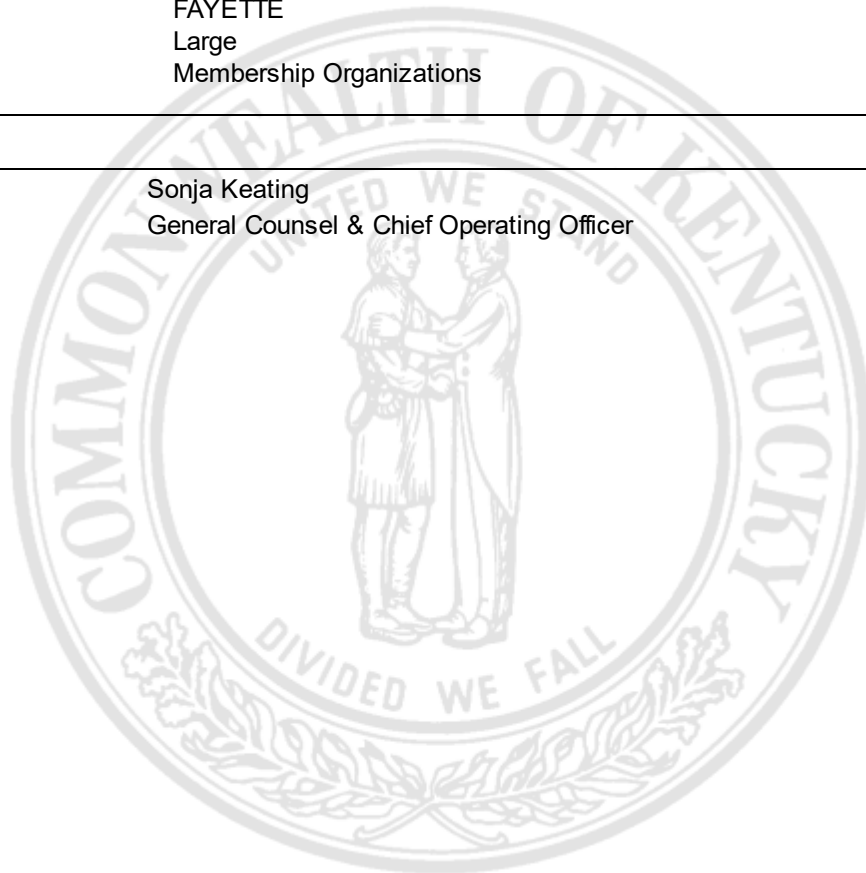 FAYETTE
Large
Membership Organizations
Sonja Keating
General Counsel & Chief Operating Officer
COMMONWEALTH OF KENTUCKY
UNITED WE STAND
DIVIDED WE FALL